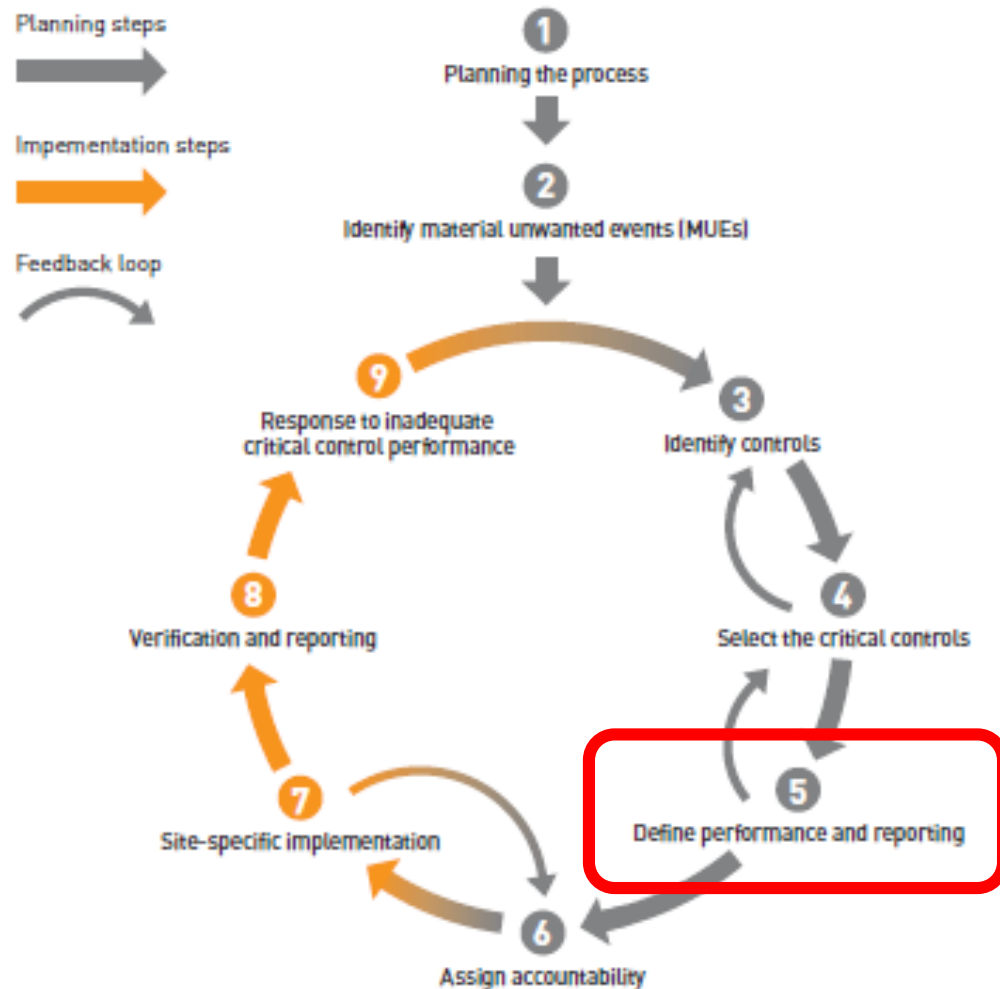 Planning steps
Impementation steps
Feedback loop
1
Planning the process
2
Identify material unwanted events (MUEs)
3
Identify controls
4
Select the critical controls
5
Define performance and reporting
6
Assign accountability
7
Site-specific implementation
8
Verification and reporting
9
Response to inadequate
critical control performance